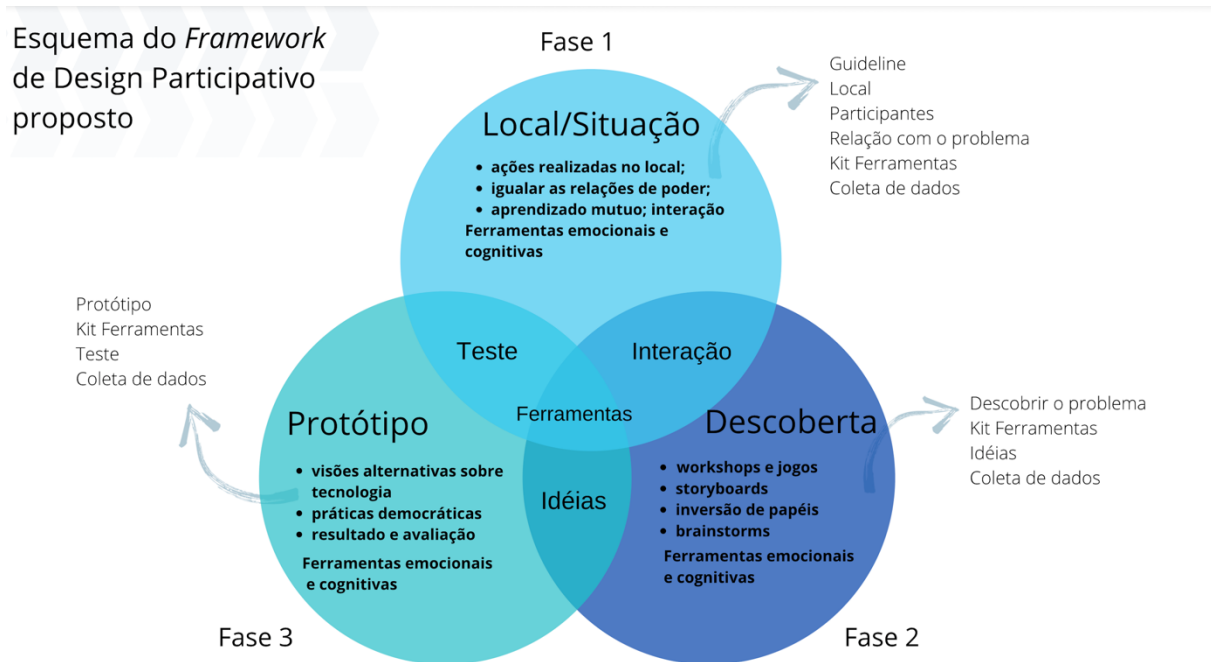 Esquema do Framework
de Design Participativo
proposto
Fase 1
Local/Situação
• ações realizadas no local;
• igualar as relações de poder;
• aprendizado mutuo; interação
Ferramentas emocionais e
cognitivas
Guideline
Local
Participantes
Relação com o problema
Kit Ferramentas
Coleta de dados
Teste
Interação
Ferramentas
Idéias
Descoberta
• workshops e jogos
• storyboards
• inversão de papéis
• brainstorms
Ferramentas emocionais
e cognitivas
Descobrir o problema
Kit Ferramentas
Idéias
Coleta de dados
Fase 2
Protótipo
• visões alternativas sobre
tecnologia
• práticas democráticas
• resultado e avaliação
Ferramentas emocionais
e cognitivas
Protótipo
Kit Ferramentas
Teste
Coleta de dados
Fase 3